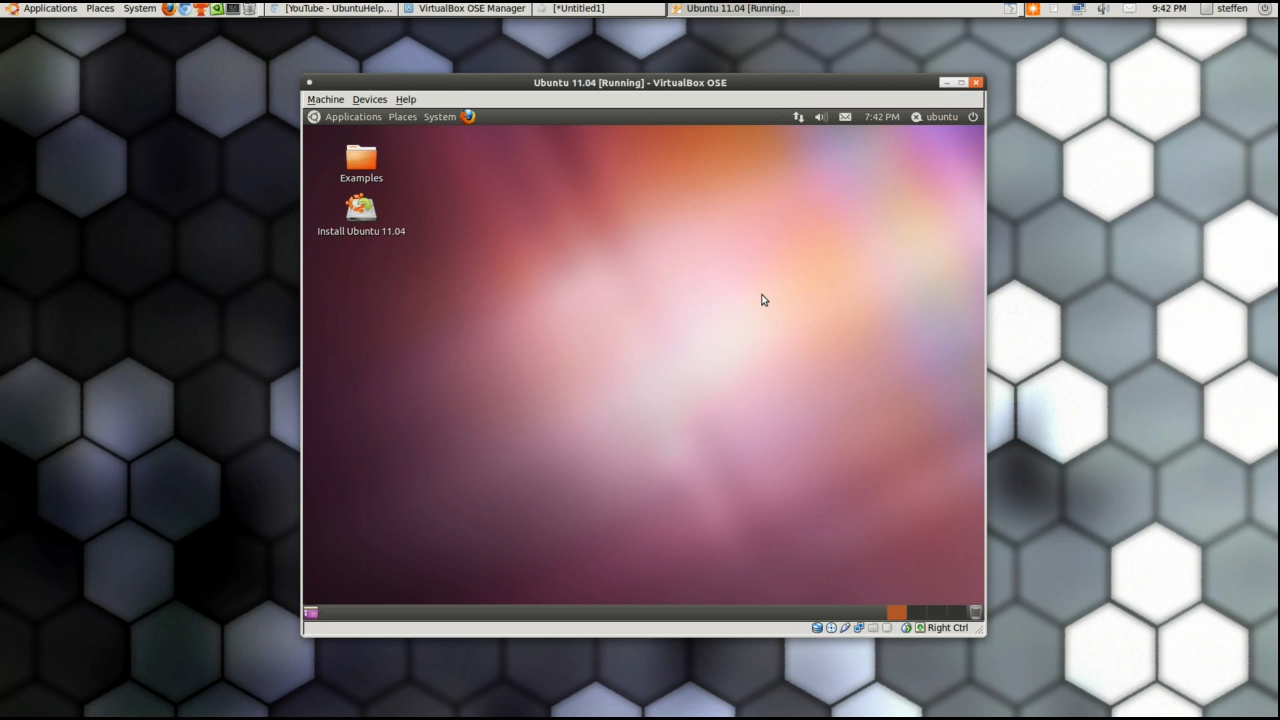 Applications Places System [YouTube - UbuntuHelp... VirtualBox OSE Manager [*Untitled1] Ubuntu 11.04 [Running... 9:42 PM steffen
Ubuntu 11.04 [Running] - VirtualBox OSE
Machine Devices Help
Applications Places System 7:42 PM ubuntu
Examples
Install Ubuntu 11.04
Right Ctrl